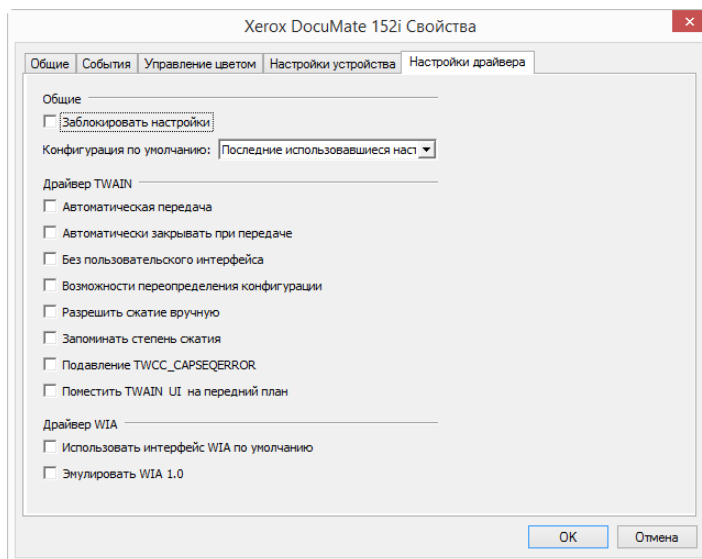 Xerox DocuMate 152i Свойства
Общие События Управление цветом Настройки устройства Настройки драйвера
Общие
Заблокировать настройки
Конфигурация по умолчанию: Последние использовавшиеся наст
Драйвер TWAIN
Автоматическая передача
Автоматически закрывать при передаче
Без пользовательского интерфейса
Возможности переопределения конфигурации
Разрешить сжатие вручную
Запоминать степень сжатия
Подавление TWCC_CAPSEQERROR
Поместить TWAIN UI на передний план
Драйвер WIA
Использовать интерфейс WIA по умолчанию
Эмулировать WIA 1.0
OK Отмена